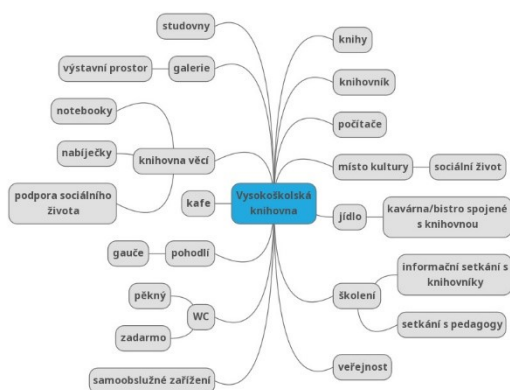 studovny
výstavní prostor
galerie
notebooky
nabíječky
knihovna věcí
podpora sociálního
života
kafe
gauče
pohodlí
pěkný
WC
zadarmo
samoobslužné zařízení
Vysokoškolská
knihovna
knihy
knihovník
počítače
místo kultury
sociální život
jídlo
kavárna/bistro spojené
s knihovnou
školení
informační setkání s
knihovníky
setkání s pedagogy
veřejnost